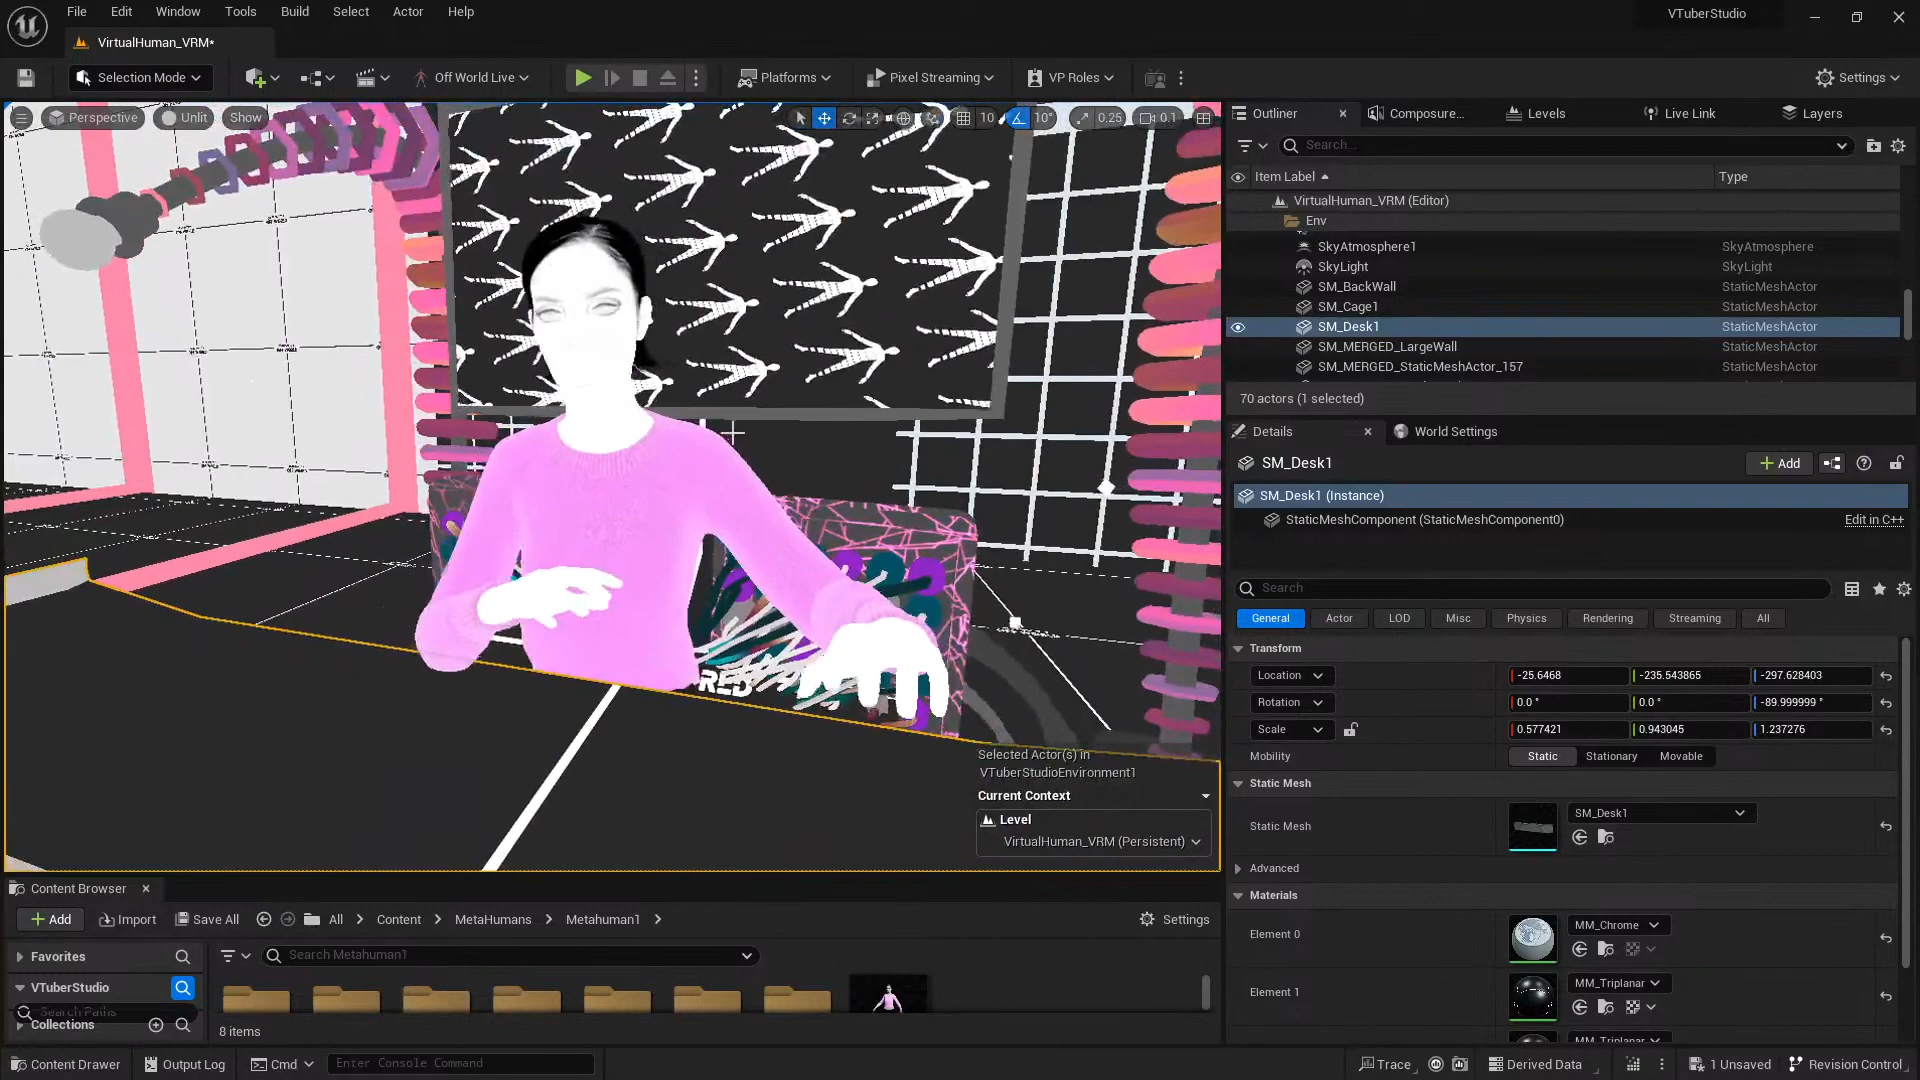 File Edit Window Tools Build Select Actor Help
VTuberStudio
VirtualHuman_VRM*
Selection Mode
Off World Live
Platforms
Pixel Streaming
VP Roles
Settings
Perspective
Unlit
Show
10
10°
0.25
0.1
Outliner
Composure...
Levels
Live Link
Layers
Search...
Item Label
Type
VirtualHuman_VRM (Editor)
Env
SkyAtmosphere1 SkyAtmosphere
SkyLight SkyLight
SM_BackWall StaticMeshActor
SM_Cage1 StaticMeshActor
SM_Desk1 StaticMeshActor
SM_MERGED_LargeWall StaticMeshActor
SM_MERGED_StaticMeshActor_157 StaticMeshActor
70 actors (1 selected)
Details
World Settings
SM_Desk1
Add
SM_Desk1 (Instance)
StaticMeshComponent (StaticMeshComponent0)
Edit in C++
Search
General Actor LOD Misc Physics Rendering Streaming All
Transform
Location -25.6468 -235.543865 -297.628403
Rotation 0.0 ° 0.0 ° -89.999999 °
Scale 0.577421 0.943045 1.237276
Mobility Static Stationary Movable
Static Mesh
Static Mesh SM_Desk1
Advanced
Materials
Element 0 MM_Chrome
Element 1 MM_Triplanar
MM_Triplanar
RED
Selected Actor(s) in
VTuberStudioEnvironment1
Current Context
Level
VirtualHuman_VRM (Persistent)
Content Browser
Add
Import
Save All
All
Content
MetaHumans
Metahuman1
Settings
Favorites
Search Metahuman1
VTuberStudio
Search Paths
Collections
8 items
Content Drawer
Output Log
Cmd
Enter Console Command
Trace
Derived Data
1 Unsaved
Revision Control